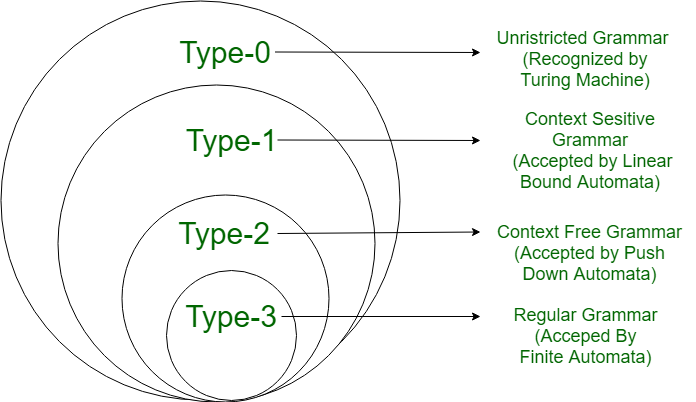 Type-0
Unristricted Grammar
(Recognized by
Turing Machine)
Type-1
Context Sesitive
Grammar
(Accepted by Linear
Bound Automata)
Type-2
Context Free Grammar
(Accepted by Push
Down Automata)
Type-3
Regular Grammar
(Acceped By
Finite Automata)